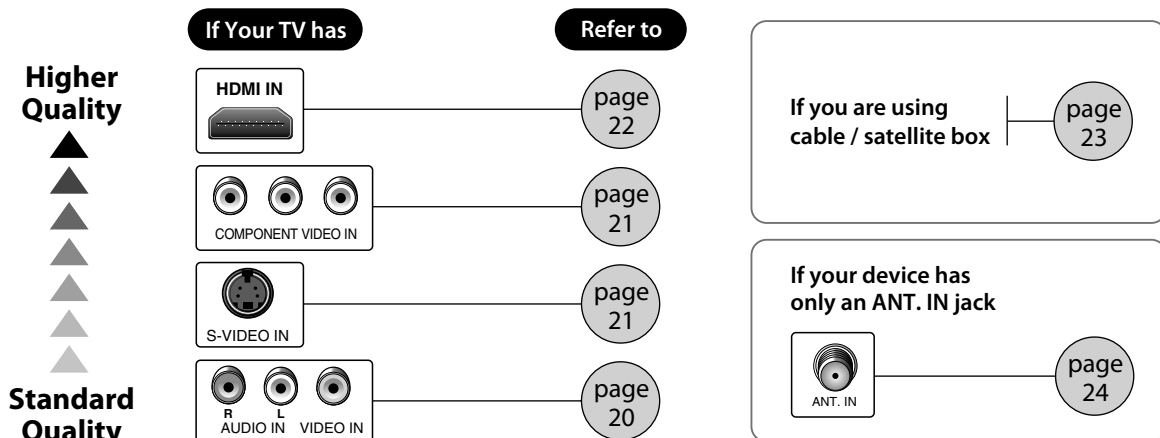 If Your TV has
Refer to
Higher
Quality
HDMI IN
page
22
COMPONENT VIDEO IN
page
21
S-VIDEO IN
page
21
Standard
Quality
R L
AUDIO IN VIDEO IN
page
20
If you are using
cable / satellite box
page
23
If your device has
only an ANT. IN jack
ANT. IN
page
24